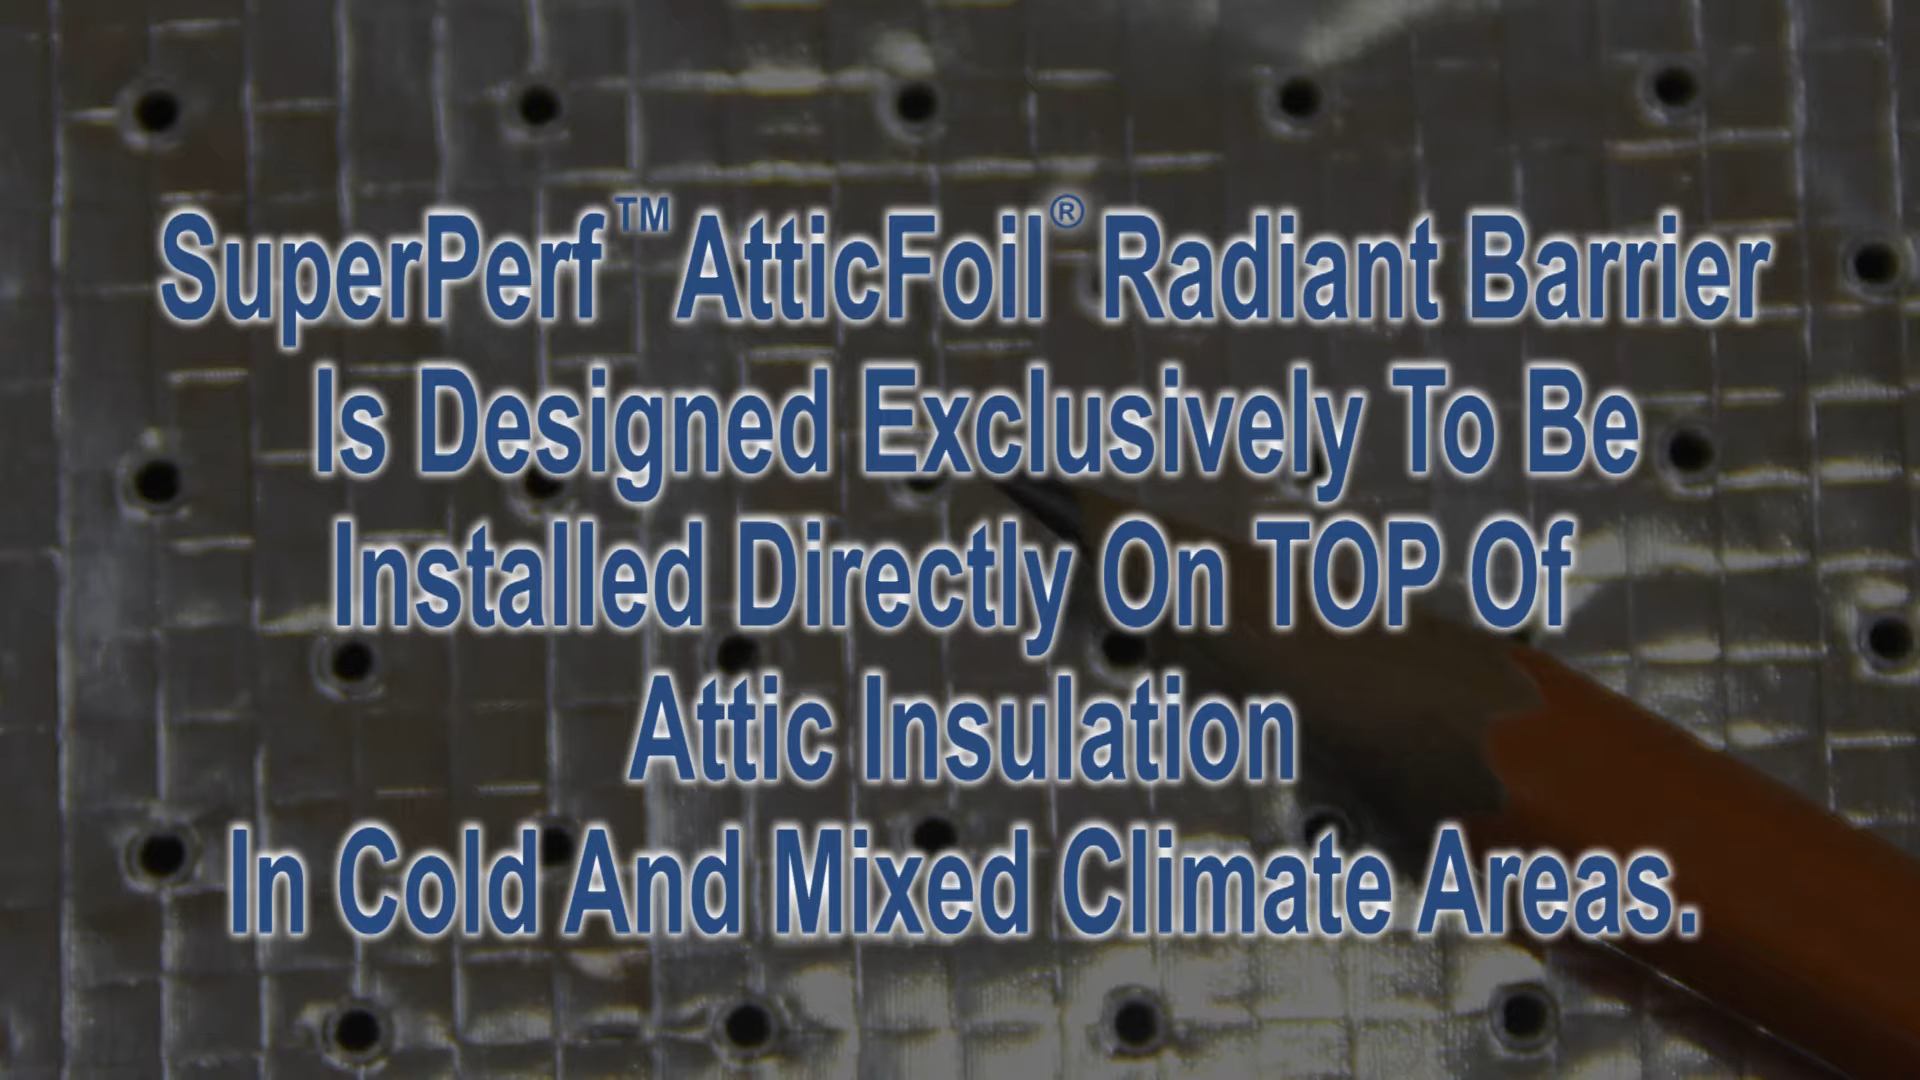 SuperPerf™ AtticFoil® Radiant Barrier
Is Designed Exclusively To Be
Installed Directly On TOP Of
Attic Insulation
In Cold And Mixed Climate Areas.